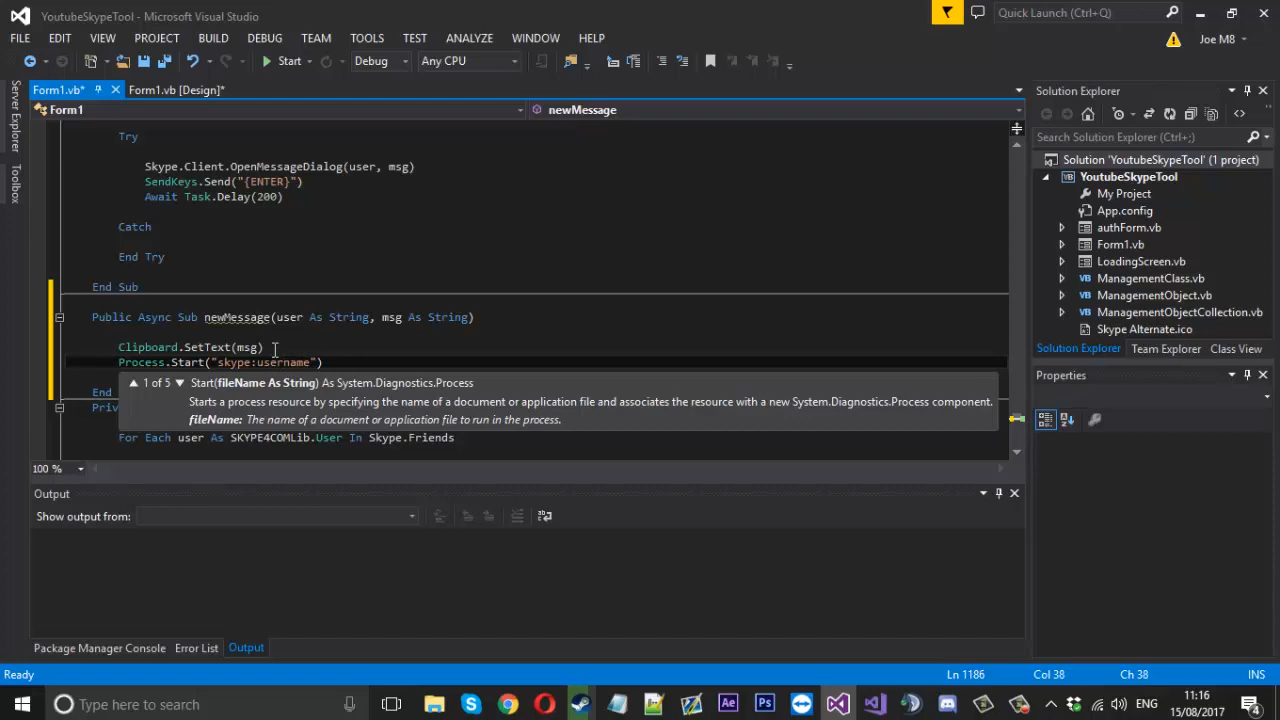 YoutubeSkypeTool - Microsoft Visual Studio
Quick Launch (Ctrl+Q)
FILE EDIT VIEW PROJECT BUILD DEBUG TEAM TOOLS TEST ANALYZE WINDOW HELP
Joe M8
Start Debug Any CPU
Server Explorer
Toolbox
Form1.vb* Form1.vb [Design]*
Form1 newMessage
Try
Skype.Client.OpenMessageDialog(user, msg)
SendKeys.Send("{ENTER}")
Await Task.Delay(200)
Catch
End Try
End Sub
Public Async Sub newMessage(user As String, msg As String)
Clipboard.SetText(msg)
Process.Start("skype:username")
1 of 5 Start(fileName As String) As System.Diagnostics.Process
Starts a process resource by specifying the name of a document or application file and associates the resource with a new System.Diagnostics.Process component.
fileName: The name of a document or application file to run in the process.
End
Priv
For Each user As SKYPE4COMLib.User In Skype.Friends
100 %
Output
Show output from:
Package Manager Console Error List Output
Solution Explorer
Search Solution Explorer (Ctrl+;)
Solution 'YoutubeSkypeTool' (1 project)
VB YoutubeSkypeTool
My Project
App.config
authForm.vb
Form1.vb
LoadingScreen.vb
VB ManagementClass.vb
VB ManagementObject.vb
VB ManagementObjectCollection.vb
Skype Alternate.ico
Solution Explorer Team Explorer Class View
Properties
Ready Ln 1186 Col 38 Ch 38 INS
Type here to search
Ae Ps
ENG
11:16
15/08/2017
4